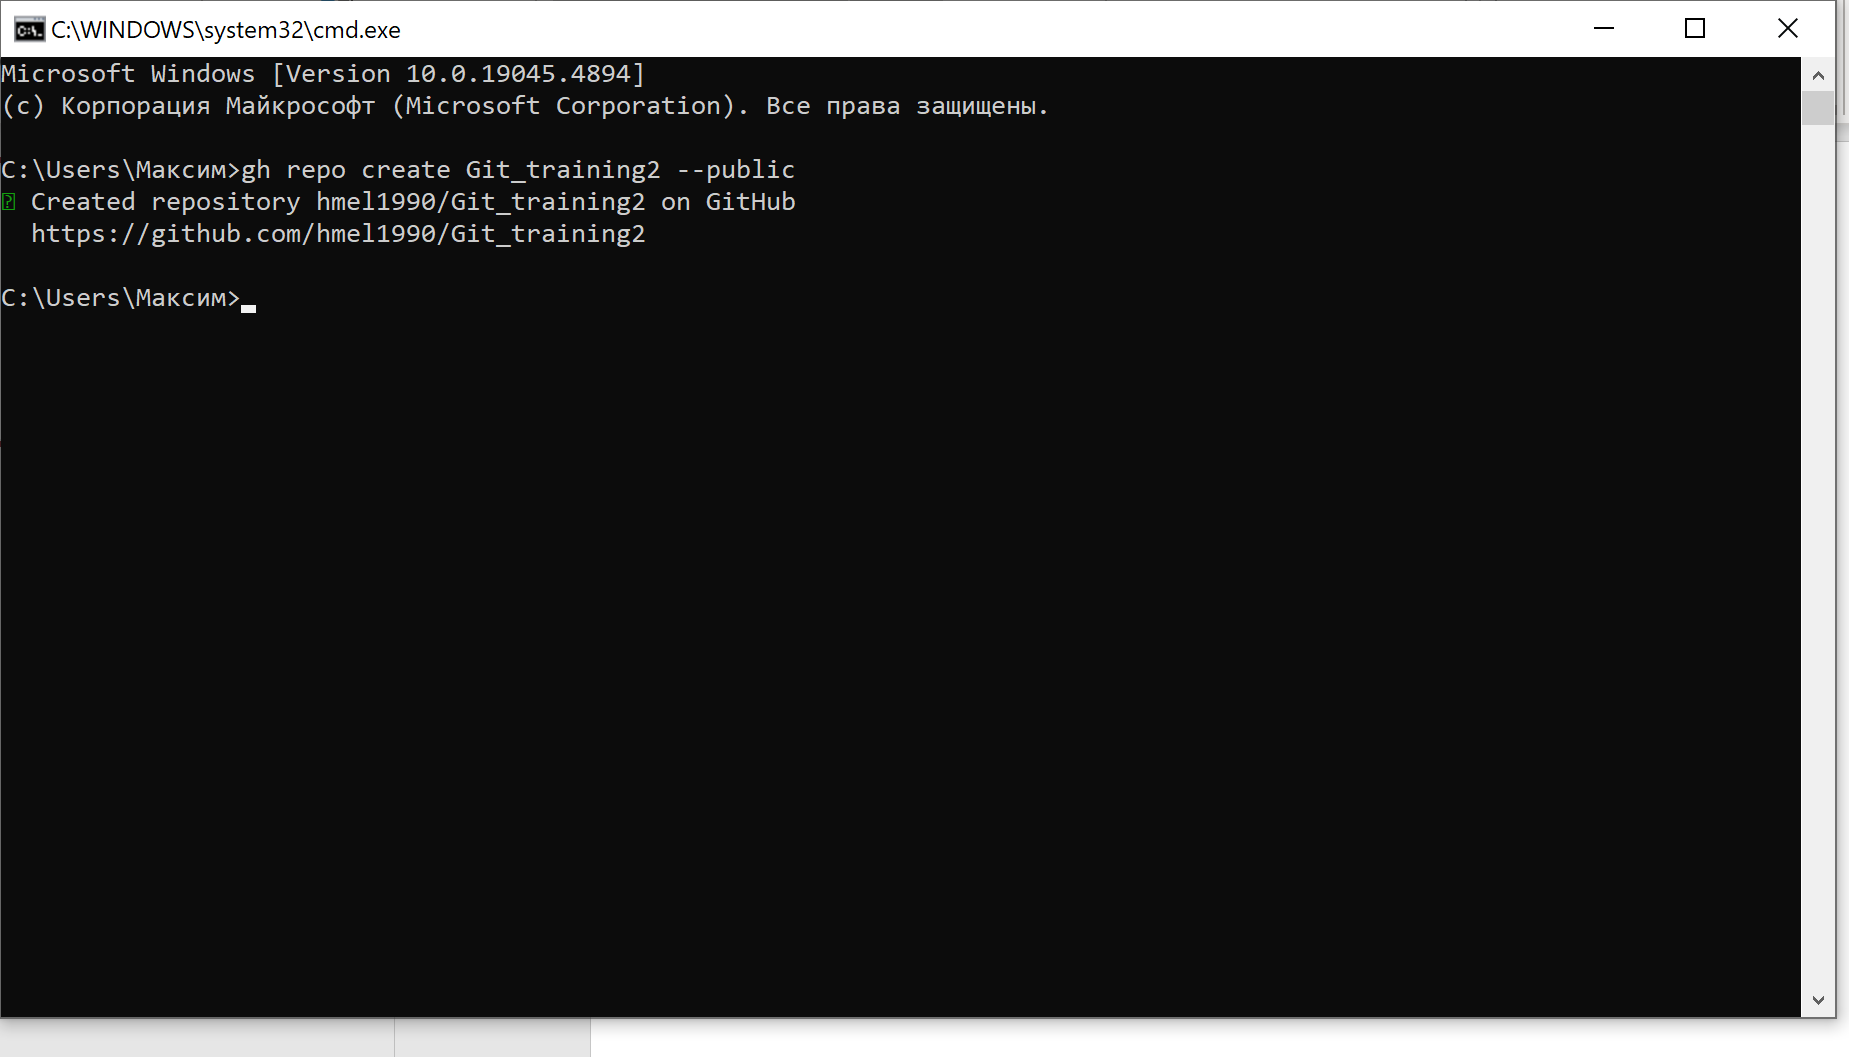 C:\WINDOWS\system32\cmd.exe
Microsoft Windows [Version 10.0.19045.4894]
(c) Корпорация Майкрософт (Microsoft Corporation). Все права защищены.
C:\Users\Максим>gh repo create Git_training2 --public
Created repository hmel1990/Git_training2 on GitHub
https://github.com/hmel1990/Git_training2
C:\Users\Максим>